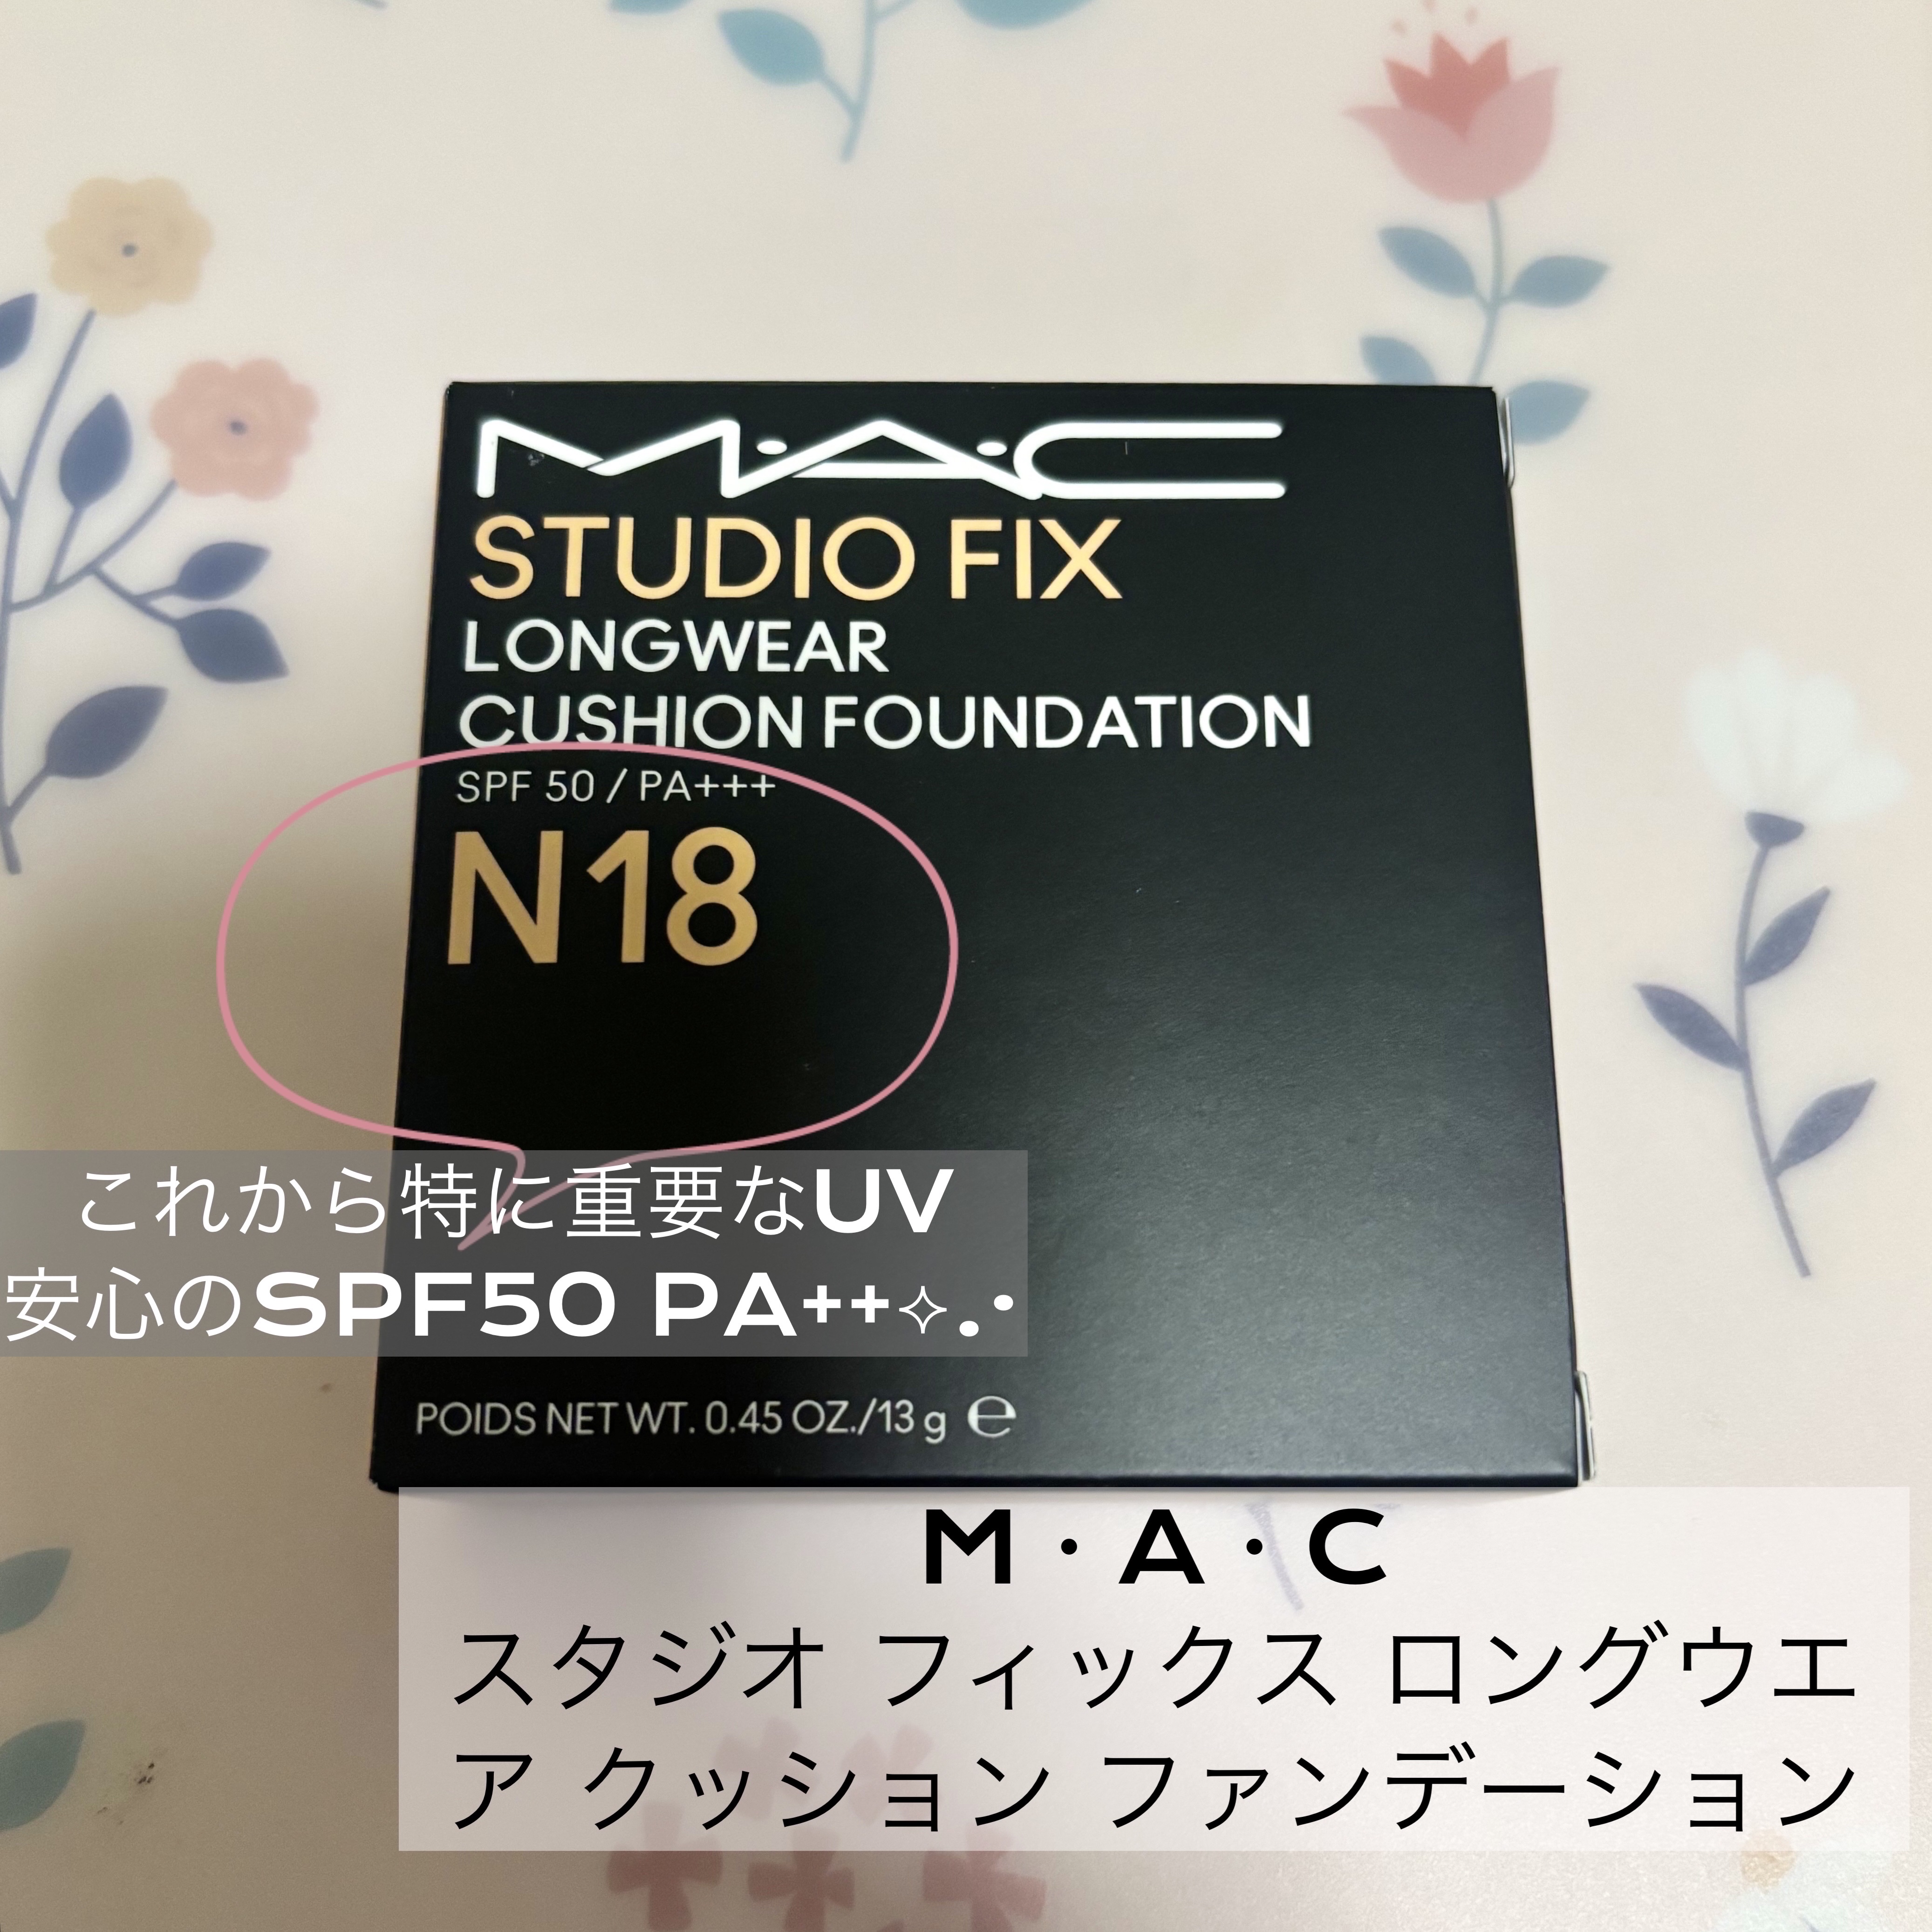 M·A·C
STUDIO FIX
LONGWEAR
CUSHION FOUNDATION
SPF 50 / PA+++
N18
これから特に重要なUV
安心のSPF50 PA++✧.･
POIDS NET WT. 0.45 OZ./13 g ℮
M・A・C
スタジオ フィックス ロングウエ
ア クッション ファンデーション